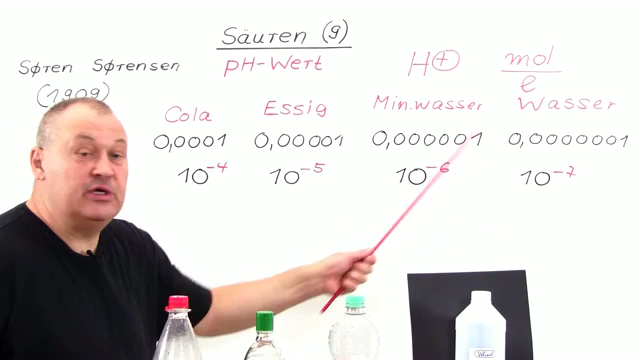 Säuren (9)
Søren Sørensen
(1909)
pH-Wert
H+
mol
l
Cola Essig Min.wasser Wasser
0,0001 0,00001 0,000001 0,0000001
10⁻⁴ 10⁻⁵ 10⁻⁶ 10⁻⁷